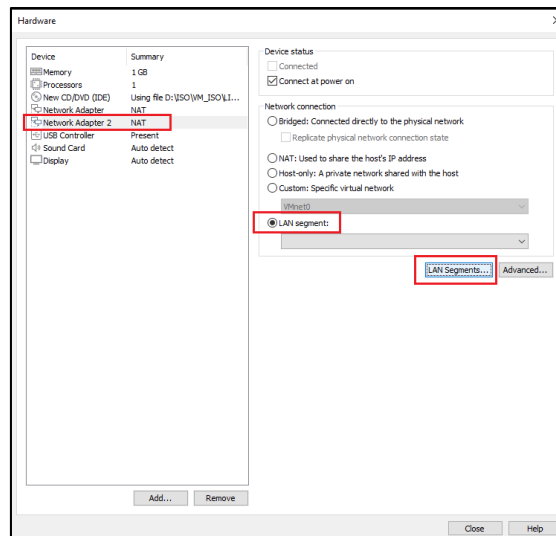 Hardware
Device Summary
Memory 1 GB
Processors 1
New CD/DVD (IDE) Using file D:\ISO\VM_ISO\LI...
Network Adapter NAT
Network Adapter 2 NAT
USB Controller Present
Sound Card Auto detect
Display Auto detect
Add... Remove
Device status
Connected
Connect at power on
Network connection
Bridged: Connected directly to the physical network
Replicate physical network connection state
NAT: Used to share the host's IP address
Host-only: A private network shared with the host
Custom: Specific virtual network
VMnet0
LAN segment:
LAN Segments... Advanced...
Close Help